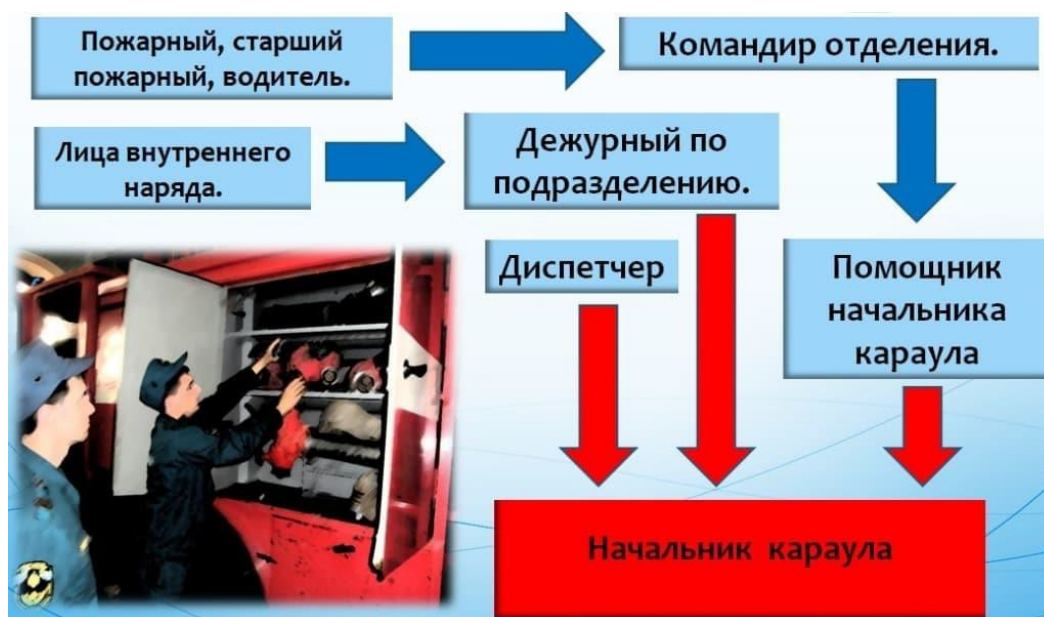 Пожарный, старший
пожарный, водитель.
Командир отделения.
Лица внутреннего
наряда.
Дежурный по
подразделению.
Диспетчер
Помощник
начальника
караула
Начальник караула